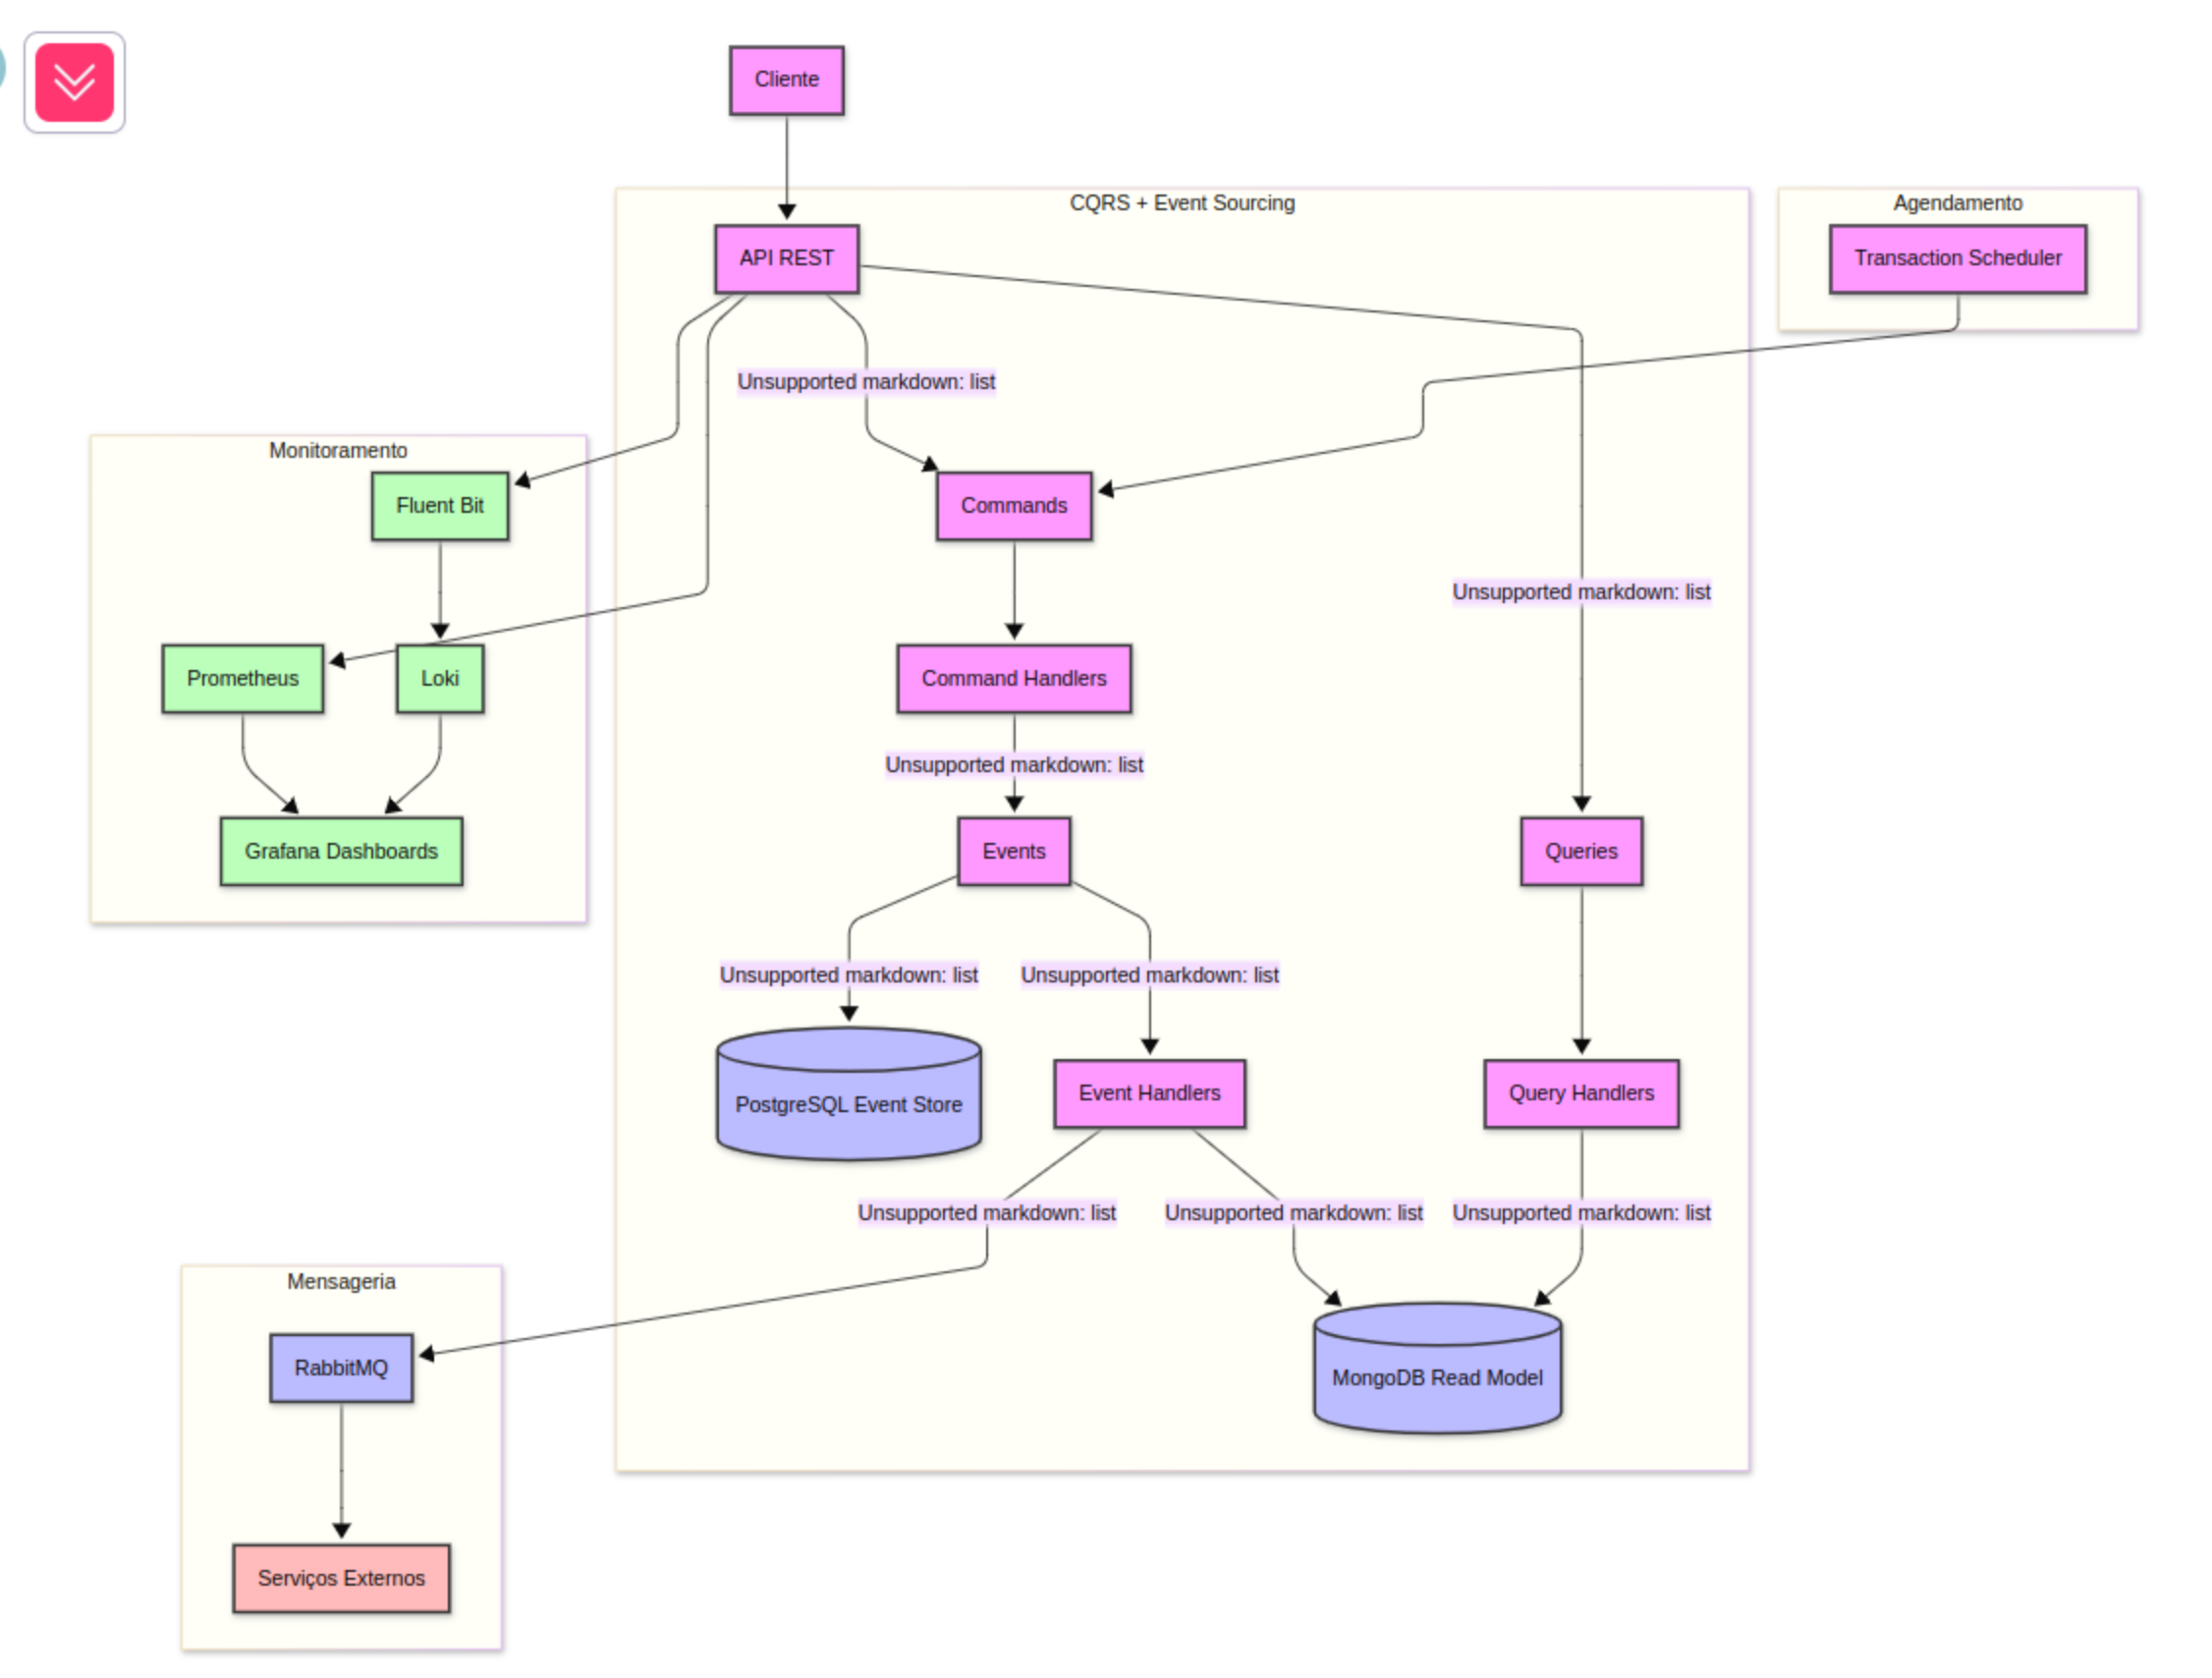 Cliente
CQRS + Event Sourcing
Agendamento
API REST
Transaction Scheduler
Unsupported markdown: list
Monitoramento
Fluent Bit
Commands
Unsupported markdown: list
Prometheus
Loki
Command Handlers
Unsupported markdown: list
Grafana Dashboards
Events
Queries
Unsupported markdown: list
Unsupported markdown: list
PostgreSQL Event Store
Event Handlers
Query Handlers
Unsupported markdown: list
Unsupported markdown: list
Unsupported markdown: list
Mensageria
RabbitMQ
MongoDB Read Model
Serviços Externos